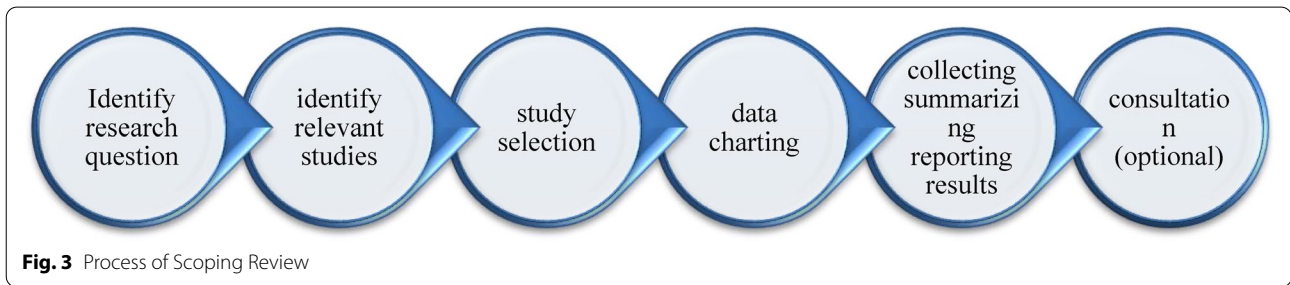 Identify
research
question
identify
relevant
studies
study
selection
data
charting
collecting
summarizi
ng
reporting
results
consultatio
n
(optional)
Fig. 3 Process of Scoping Review